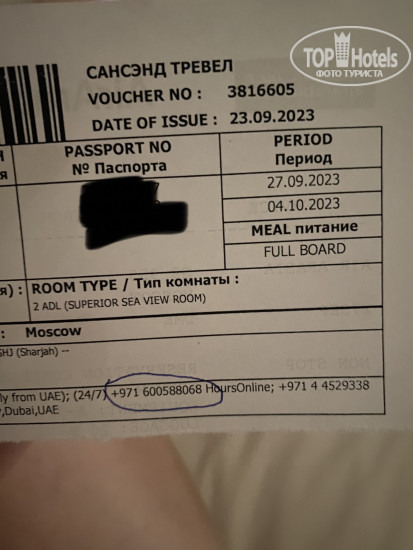 TOP Hotels
ФОТО ТУРИСТА
САНСЭНД ТРЕВЕЛ
VOUCHER NO : 3816605
DATE OF ISSUE : 23.09.2023
PASSPORT NO
№ Паспорта
PERIOD
Период
27.09.2023
04.10.2023
MEAL питание
FULL BOARD
ROOM TYPE / Тип комнаты :
2 ADL (SUPERIOR SEA VIEW ROOM)
: Moscow
SHJ (Sharjah) --
from UAE); (24/7) +971 600588068 HoursOnline; +971 4 4529338
,Dubai,UAE